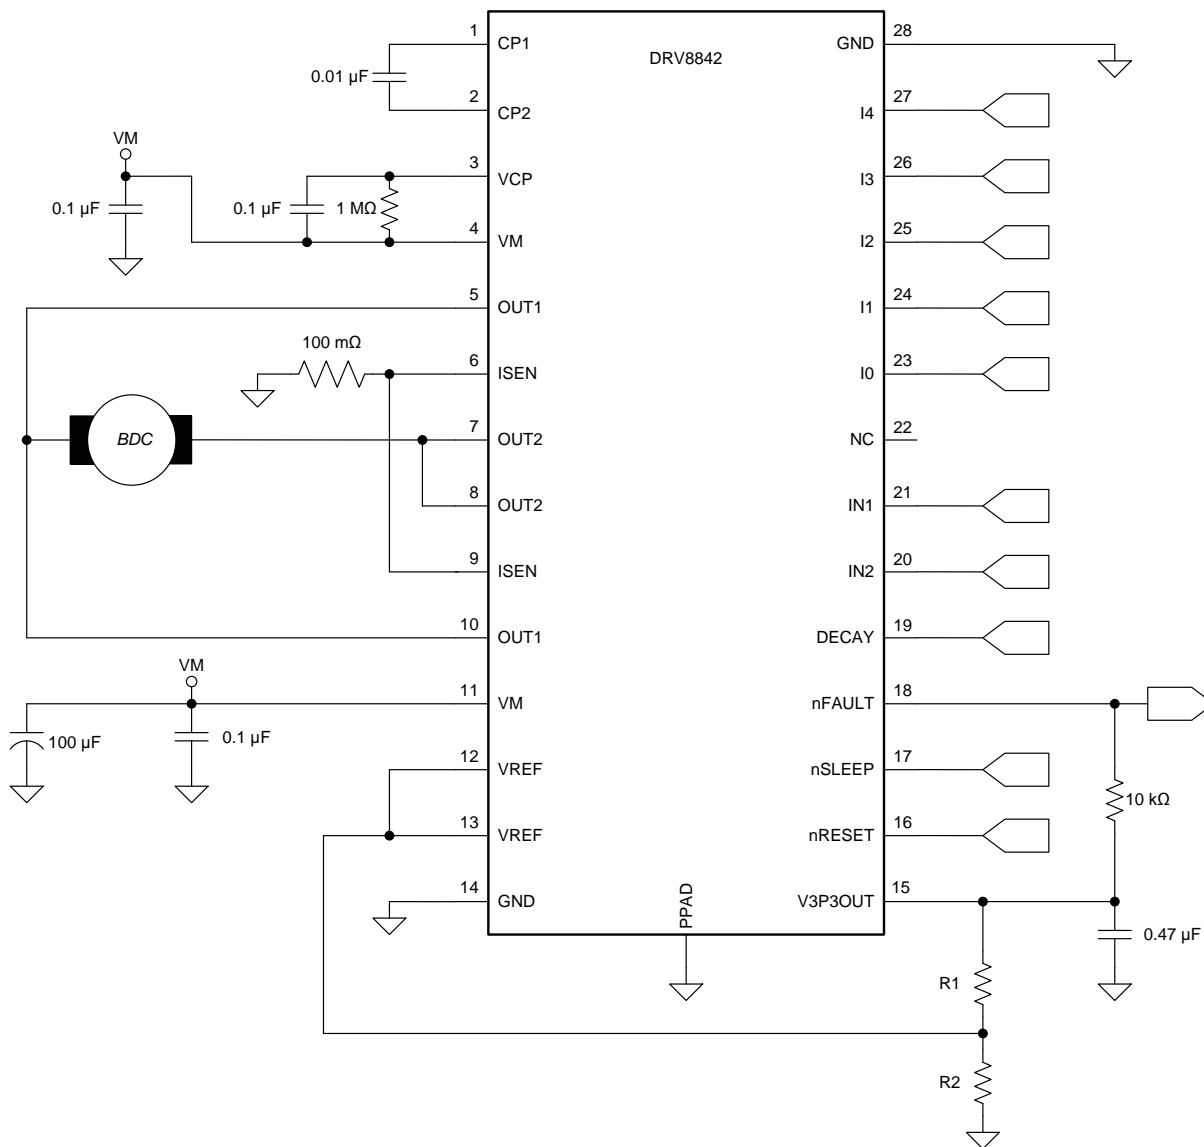 DRV8842
1
CP1
0.01 µF
2
CP2
VM
3
VCP
0.1 µF
0.1 µF
1 MΩ
4
VM
5
OUT1
100 mΩ
6
ISEN
BDC
7
OUT2
8
OUT2
9
ISEN
10
OUT1
VM
11
VM
100 µF
0.1 µF
12
VREF
13
VREF
14
GND
PPAD
28
GND
27
I4
26
I3
25
I2
24
I1
23
I0
22
NC
21
IN1
20
IN2
19
DECAY
18
nFAULT
17
nSLEEP
10 kΩ
16
nRESET
15
V3P3OUT
0.47 µF
R1
R2